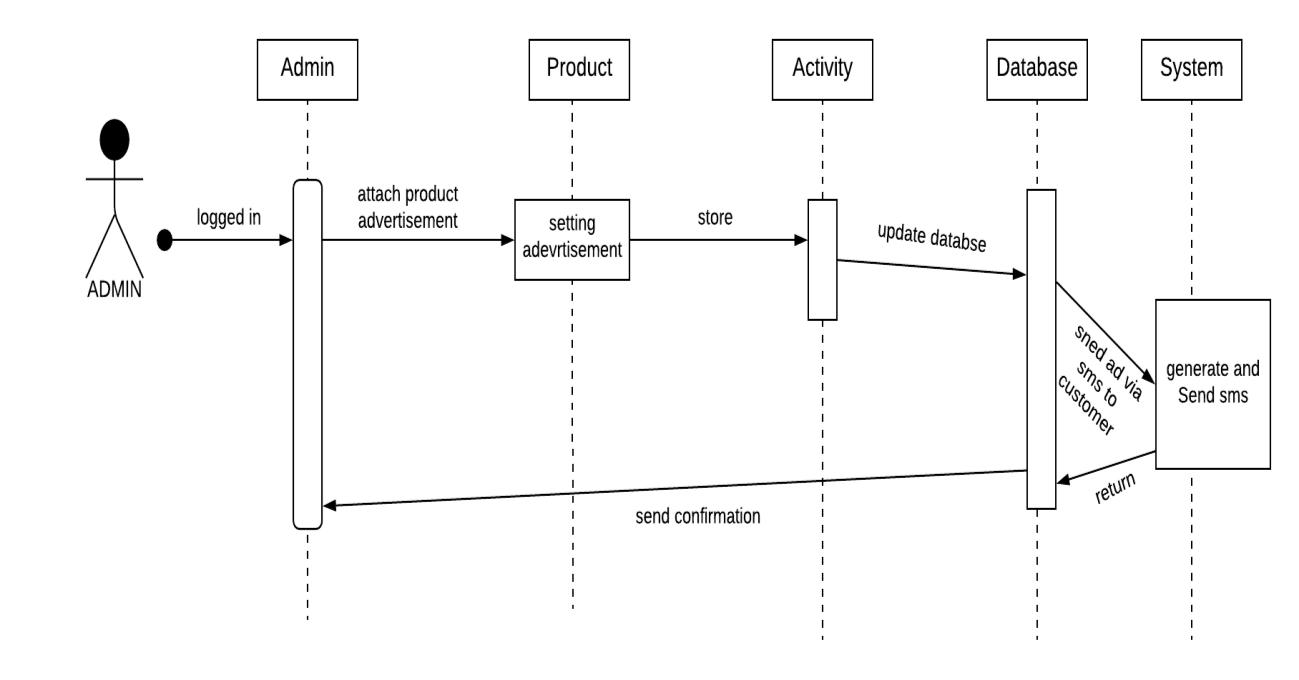 Admin
Product
Activity
Database
System
ADMIN
logged in
attach product
advertisement
setting
adevrtisement
store
update databse
sned ad via
sms to
customer
generate and
Send sms
return
send confirmation